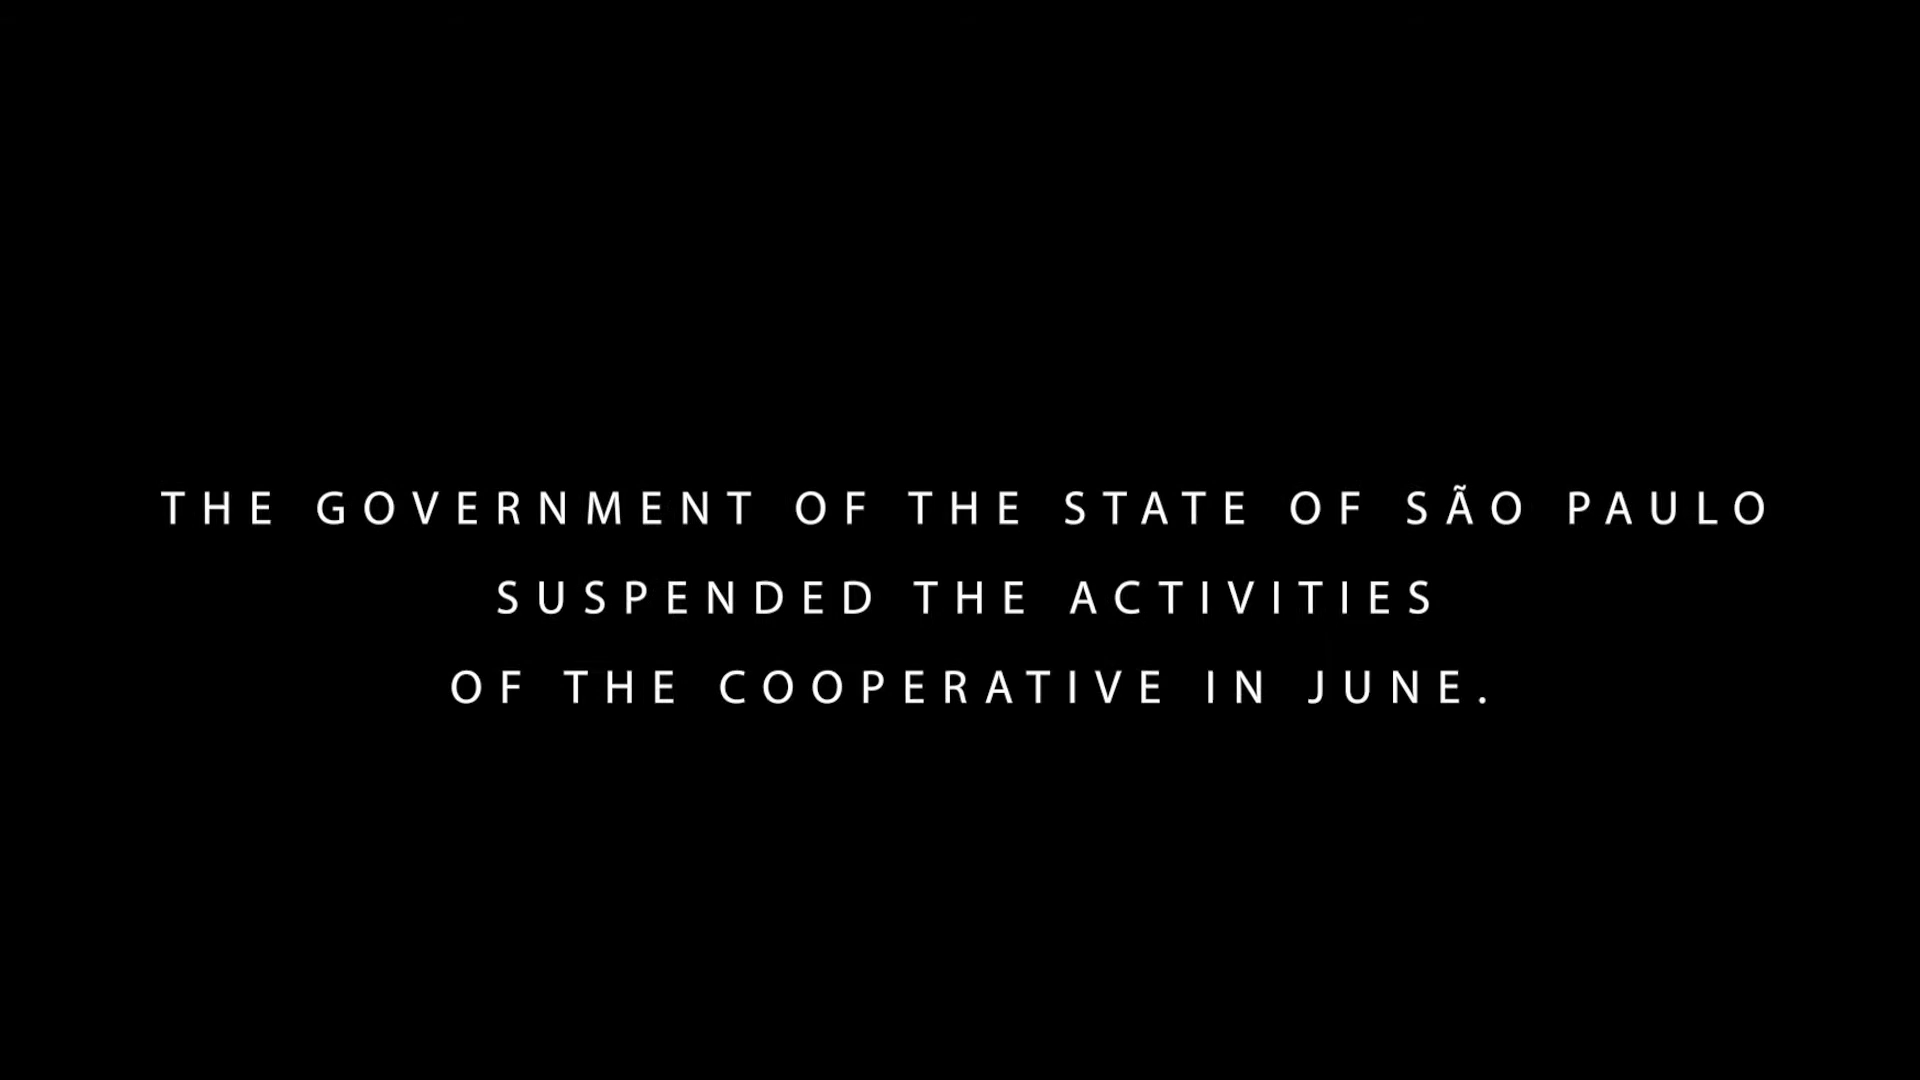 THE GOVERNMENT OF THE STATE OF SÃO PAULO
SUSPENDED THE ACTIVITIES
OF THE COOPERATIVE IN JUNE.